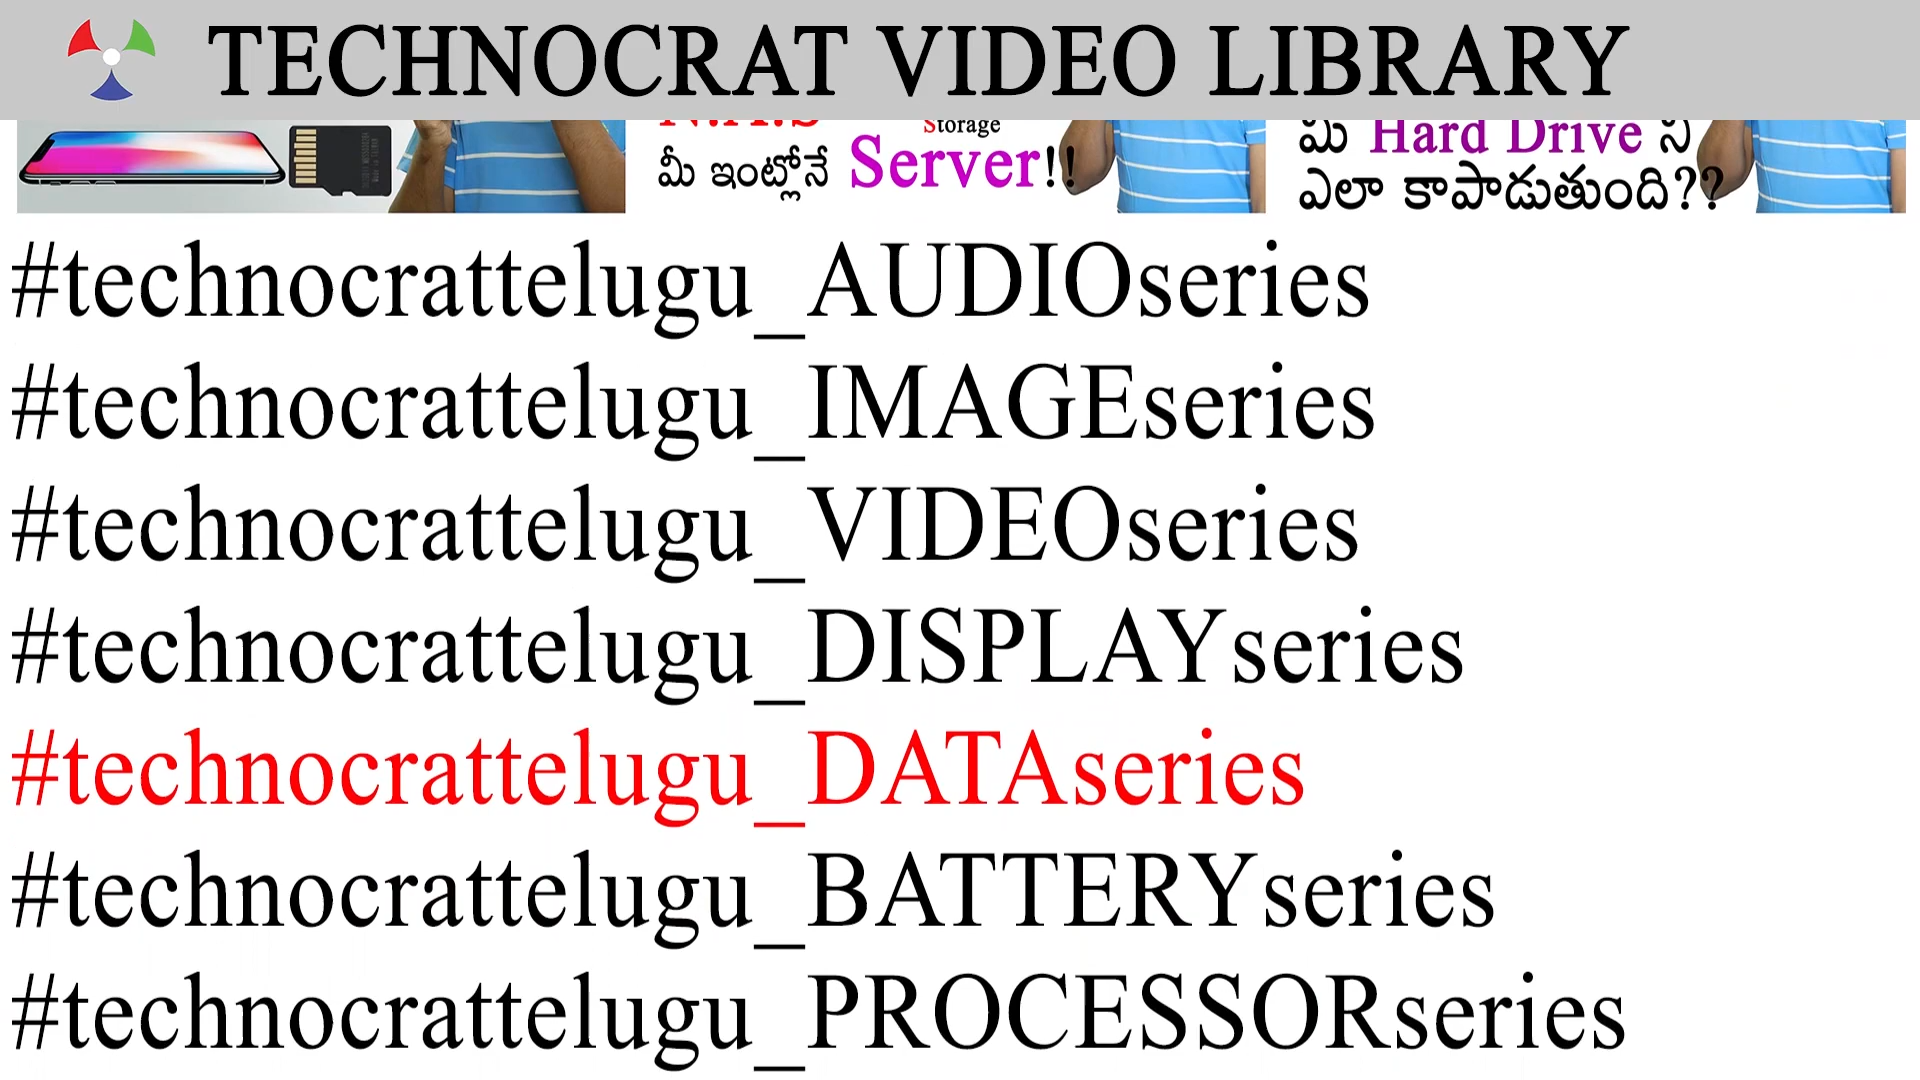 TECHNOCRAT VIDEO LIBRARY
Storage
మీ ఇంట్లోనే Server!!
మీ Hard Drive ని
ఎలా కాపాడుతుంది??
#technocrattelugu_AUDIOseries
#technocrattelugu_IMAGEseries
#technocrattelugu_VIDEOseries
#technocrattelugu_DISPLAYseries
#technocrattelugu_DATAseries
#technocrattelugu_BATTERYseries
#technocrattelugu_PROCESSORseries